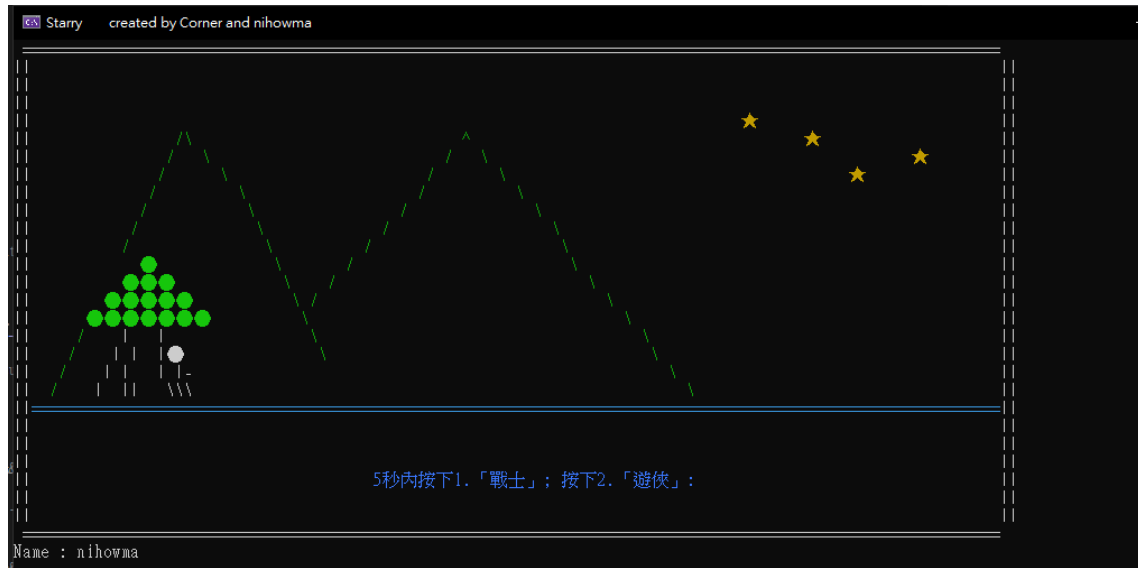 Starry created by Corner and nihowma
5秒內按下1.「戰士」; 按下2.「遊俠」:
Name : nihowma